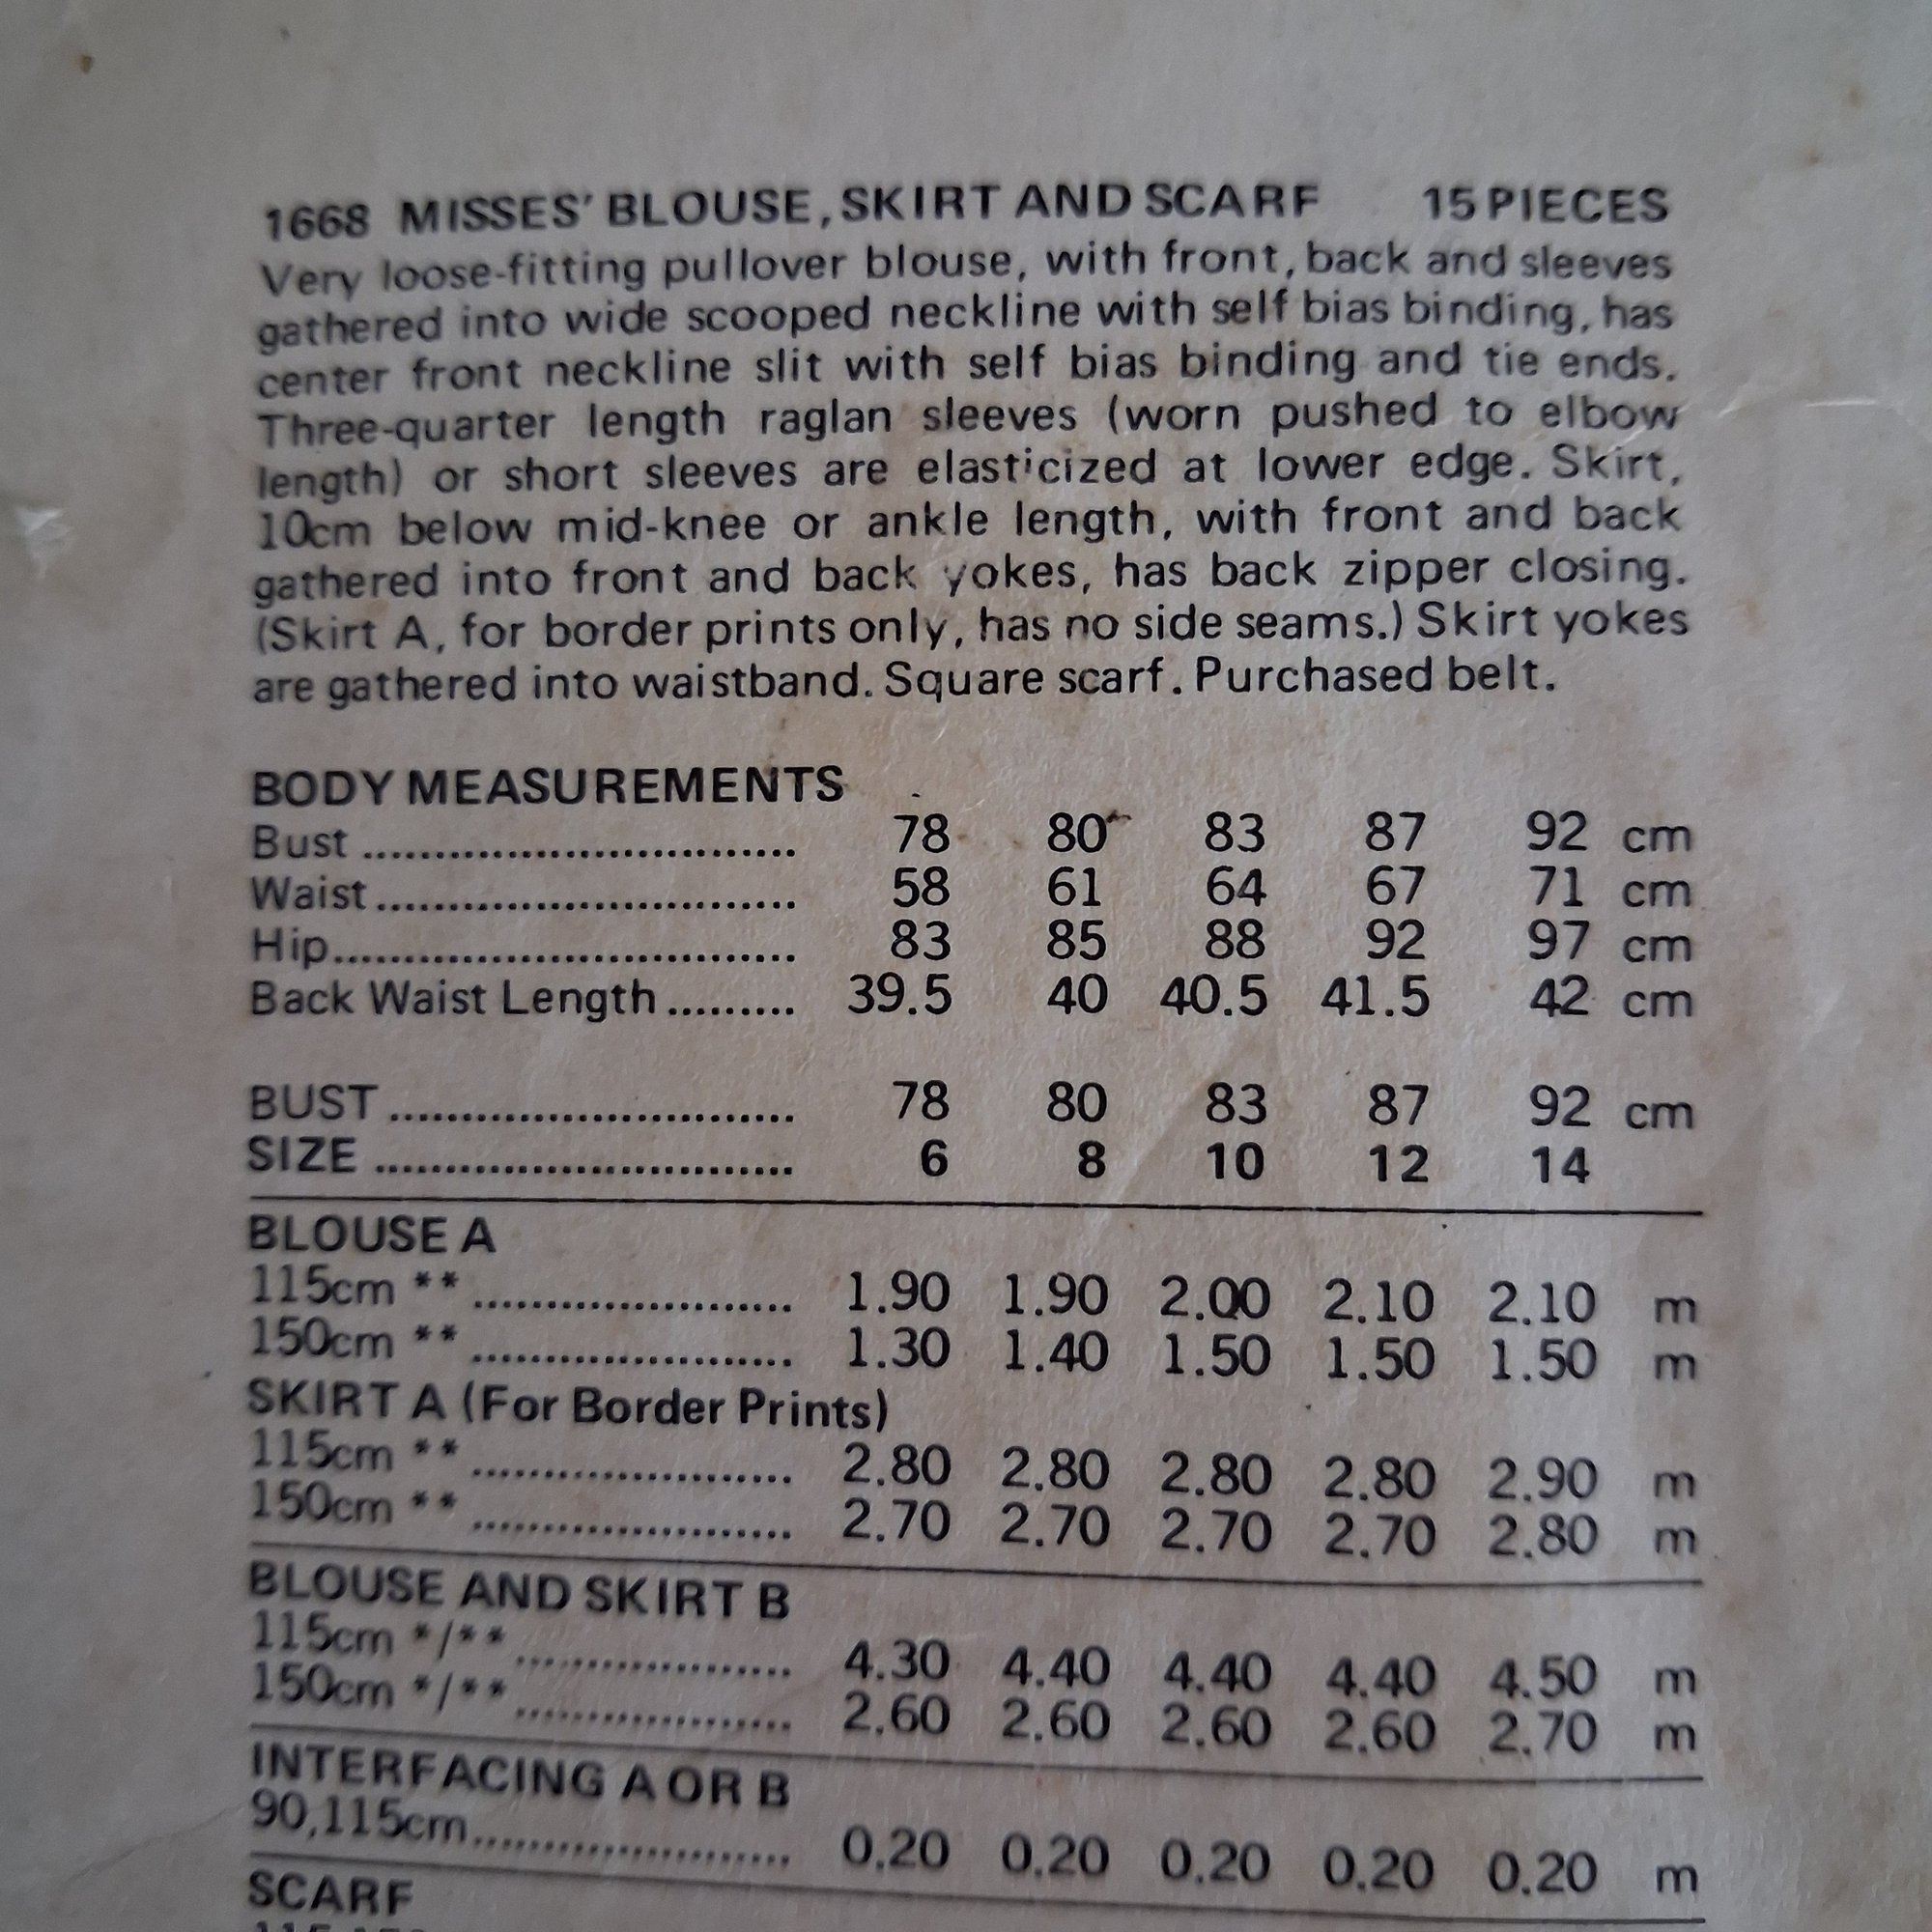 1668 MISSES' BLOUSE, SKIRT AND SCARF 15 PIECES
Very loose-fitting pullover blouse, with front, back and sleeves
gathered into wide scooped neckline with self bias binding, has
center front neckline slit with self bias binding and tie ends.
Three-quarter length raglan sleeves (worn pushed to elbow
length) or short sleeves are elasticized at lower edge. Skirt,
10cm below mid-knee or ankle length, with front and back
gathered into front and back yokes, has back zipper closing.
(Skirt A, for border prints only, has no side seams.) Skirt yokes
are gathered into waistband. Square scarf. Purchased belt.
BODY MEASUREMENTS
Bust .............................. 78 80 83 87 92 cm
Waist ............................. 58 61 64 67 71 cm
Hip................................ 83 85 88 92 97 cm
Back Waist Length ......... 39.5 40 40.5 41.5 42 cm
BUST ............................ 78 80 83 87 92 cm
SIZE ............................. 6 8 10 12 14
BLOUSE A
115cm ** ...................... 1.90 1.90 2.00 2.10 2.10 m
150cm ** ...................... 1.30 1.40 1.50 1.50 1.50 m
SKIRT A (For Border Prints)
115cm ** ...................... 2.80 2.80 2.80 2.80 2.90 m
150cm ** ...................... 2.70 2.70 2.70 2.70 2.80 m
BLOUSE AND SKIRT B
115cm */** ................... 4.30 4.40 4.40 4.40 4.50 m
150cm */** ................... 2.60 2.60 2.60 2.60 2.70 m
INTERFACING A OR B
90,115cm...................... 0.20 0.20 0.20 0.20 0.20 m
SCARF